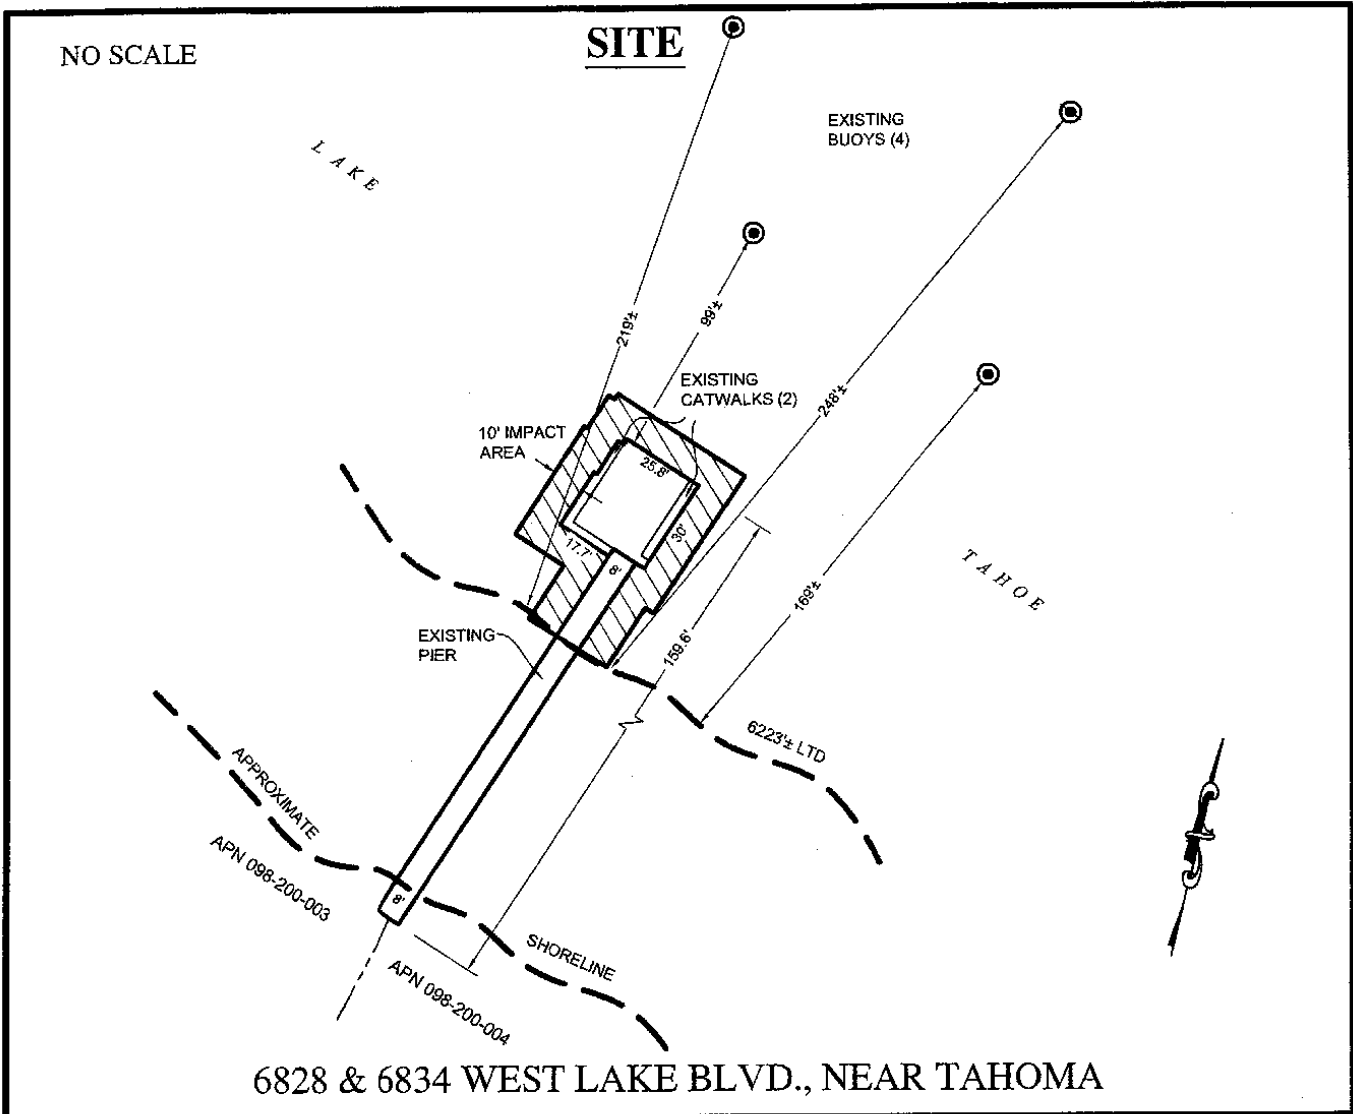 NO SCALE
SITE
LAKE
EXISTING
BUOYS (4)
219'±
99'±
EXISTING
CATWALKS (2)
248'±
10' IMPACT
AREA
25.8'
30'
17.7'
8'
TAHOE
169'±
159.6'
EXISTING
PIER
6223'± LTD
APPROXIMATE
APN 098-200-003
8'
SHORELINE
APN 098-200-004
6828 & 6834 WEST LAKE BLVD., NEAR TAHOMA